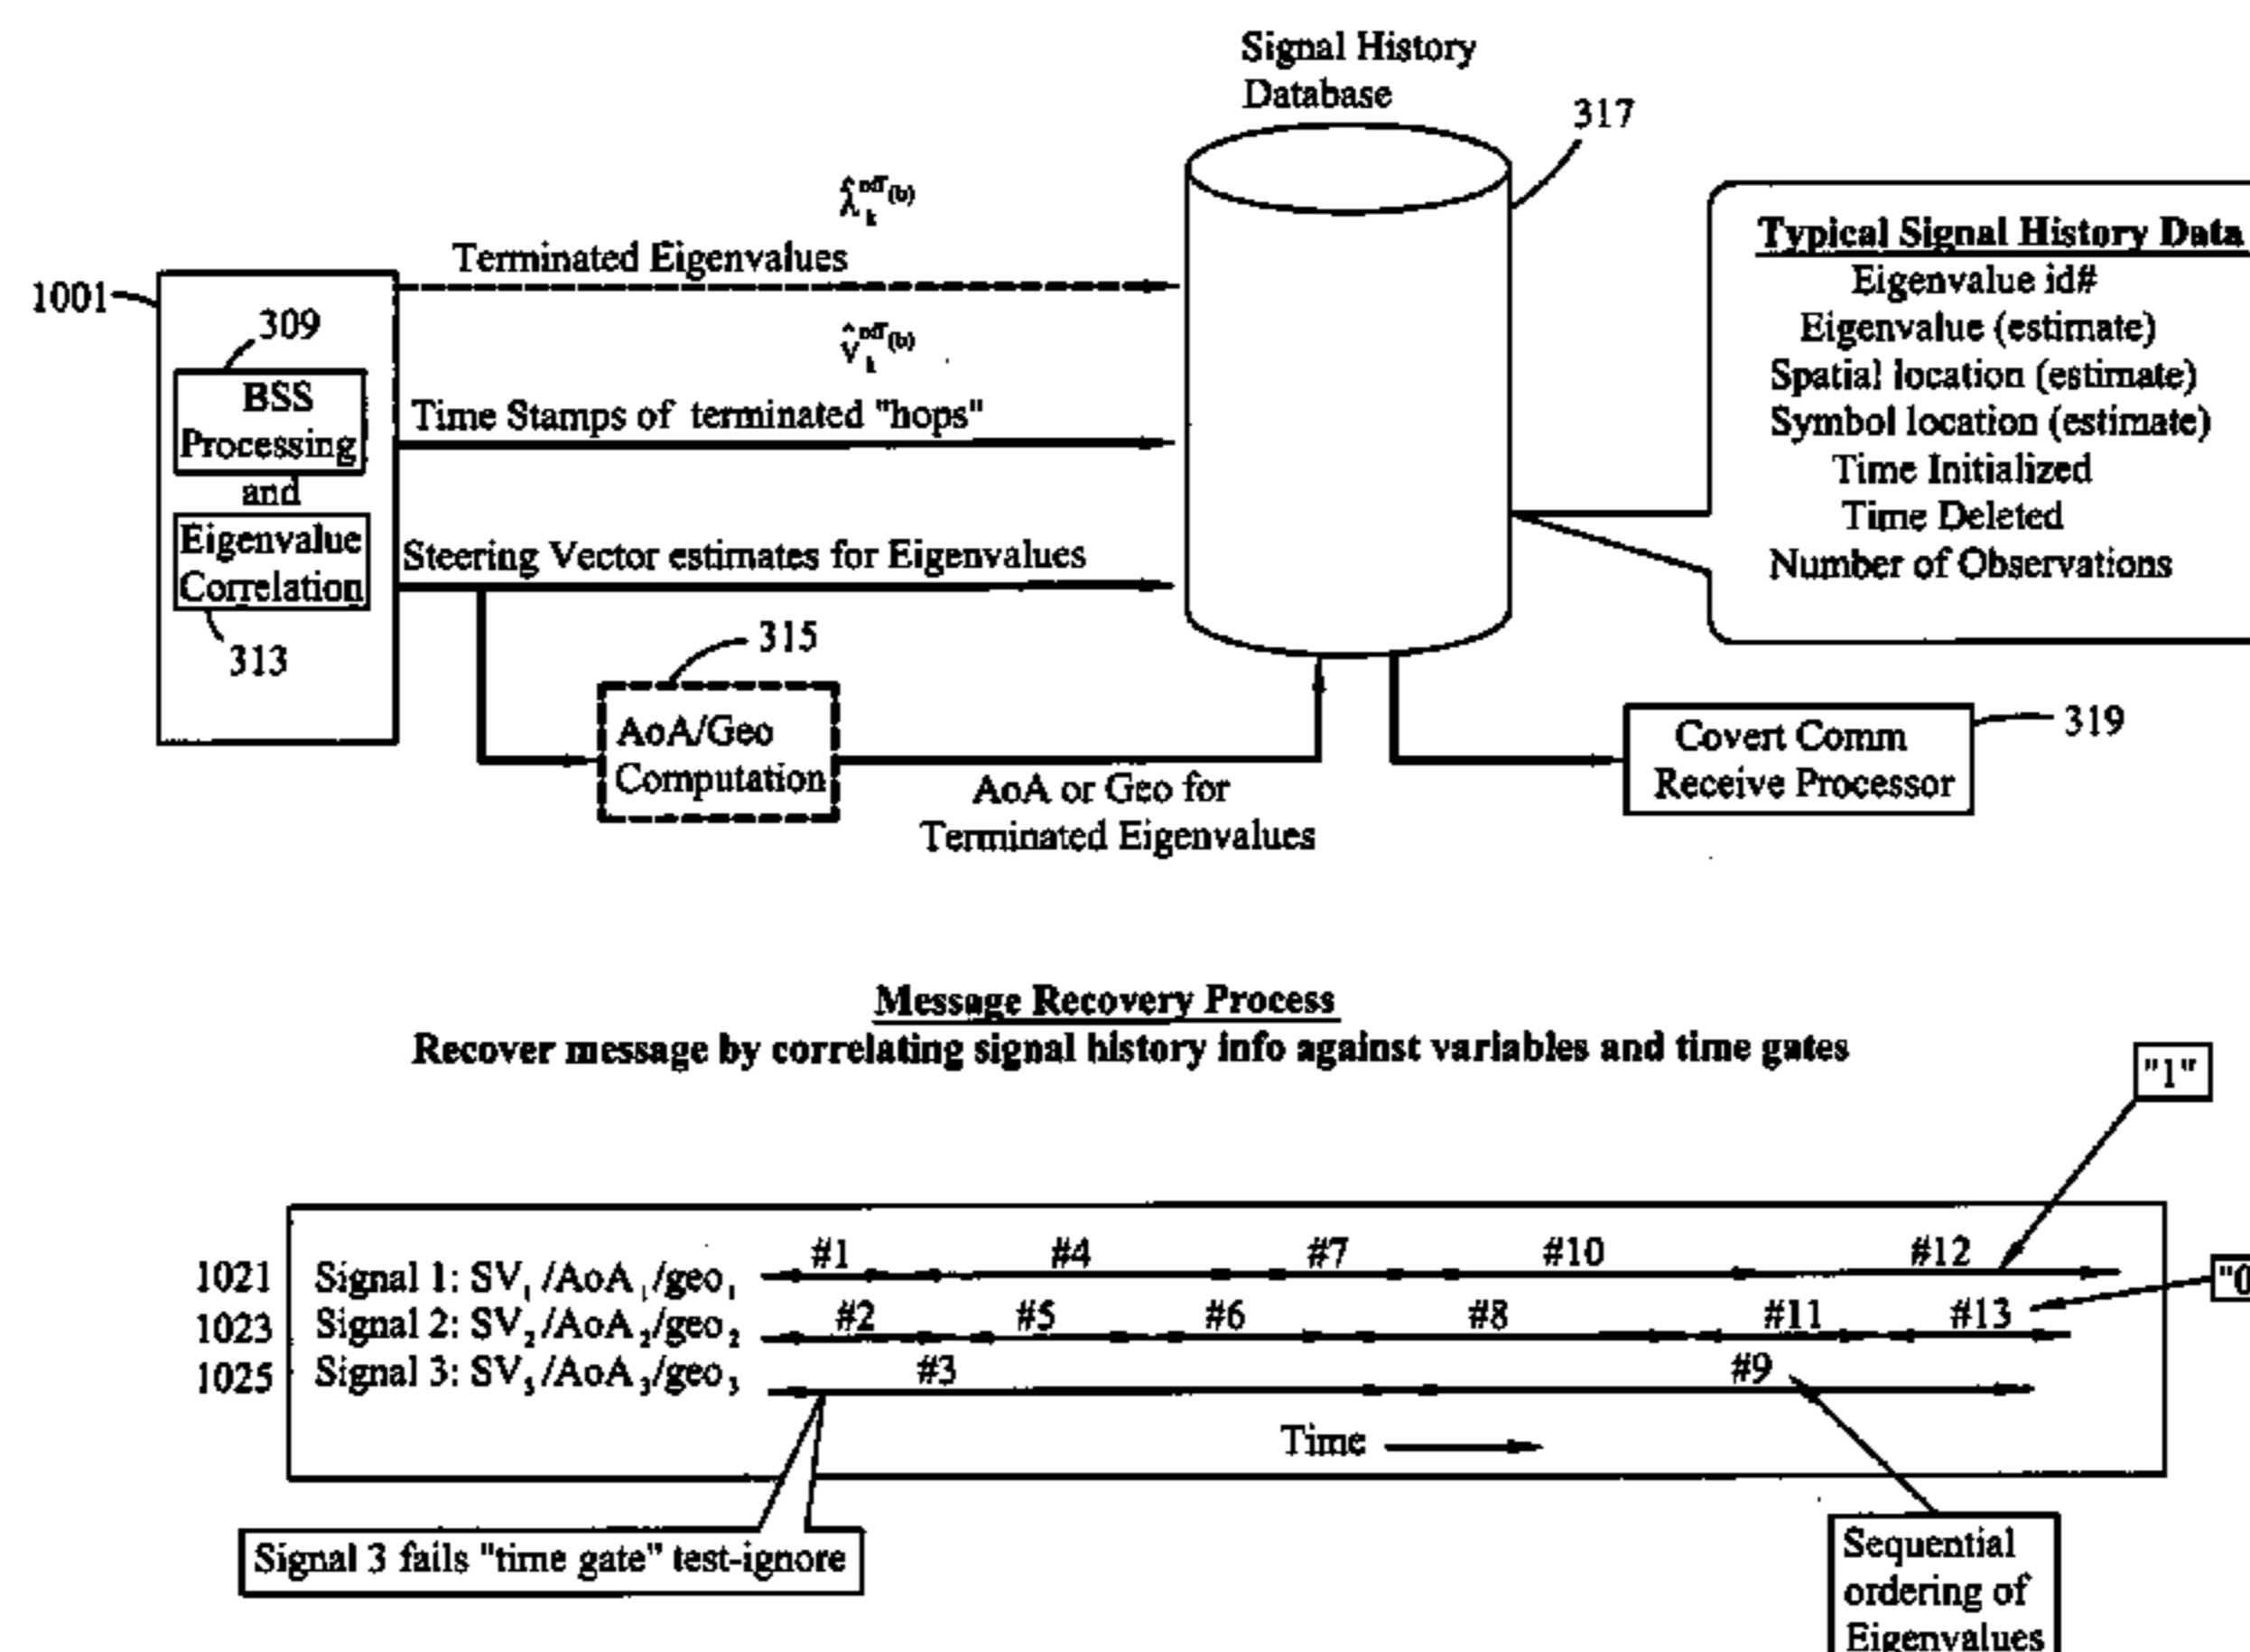 Signal History
Database
317
Typical Signal History Data
Eigenvalue id#
Eigenvalue (estimate)
Spatial location (estimate)
Symbol location (estimate)
Time Initialized
Time Deleted
Number of Observations
Terminated Eigenvalues
1001
309
BSS
Processing
and
Eigenvalue
Correlation
313
Time Stamps of terminated "hops"
Steering Vector estimates for Eigenvalues
315
AoA/Geo
Computation
AoA or Geo for
Terminated Eigenvalues
Covert Comm
Receive Processor
319
Message Recovery Process
Recover message by correlating signal history info against variables and time gates
"1"
"0
1021 Signal 1: SV₁/AoA₁/geo₁ #1 #4 #7 #10 #12
1023 Signal 2: SV₂/AoA₂/geo₂ #2 #5 #6 #8 #11 #13
1025 Signal 3: SV₃/AoA₃/geo₃ #3 #9
Time
Signal 3 fails "time gate" test-ignore
Sequential
ordering of
Eigenvalues